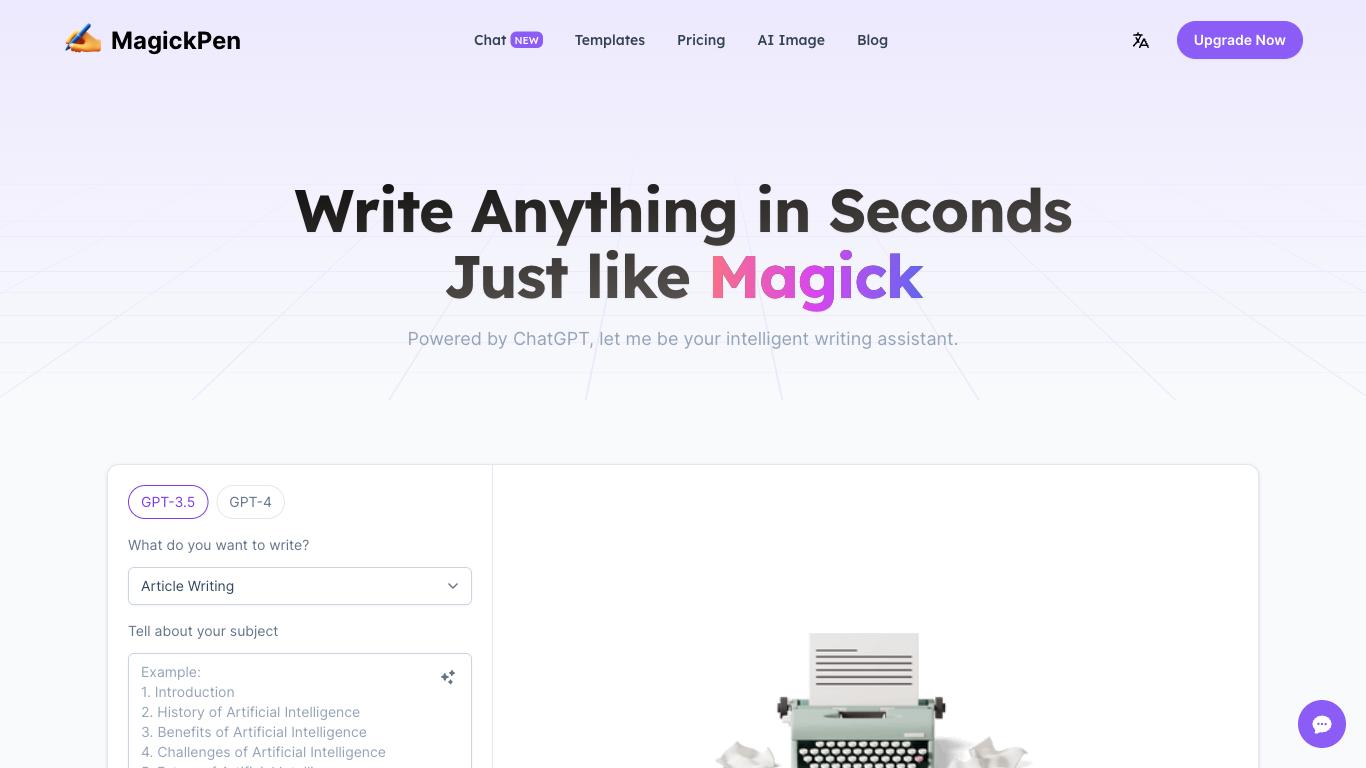 MagickPen
Chat NEW
Templates
Pricing
AI Image
Blog
Upgrade Now
Write Anything in Seconds
Just like Magick
Powered by ChatGPT, let me be your intelligent writing assistant.
GPT-3.5
GPT-4
What do you want to write?
Article Writing
Tell about your subject
Example:
1. Introduction
2. History of Artificial Intelligence
3. Benefits of Artificial Intelligence
4. Challenges of Artificial Intelligence